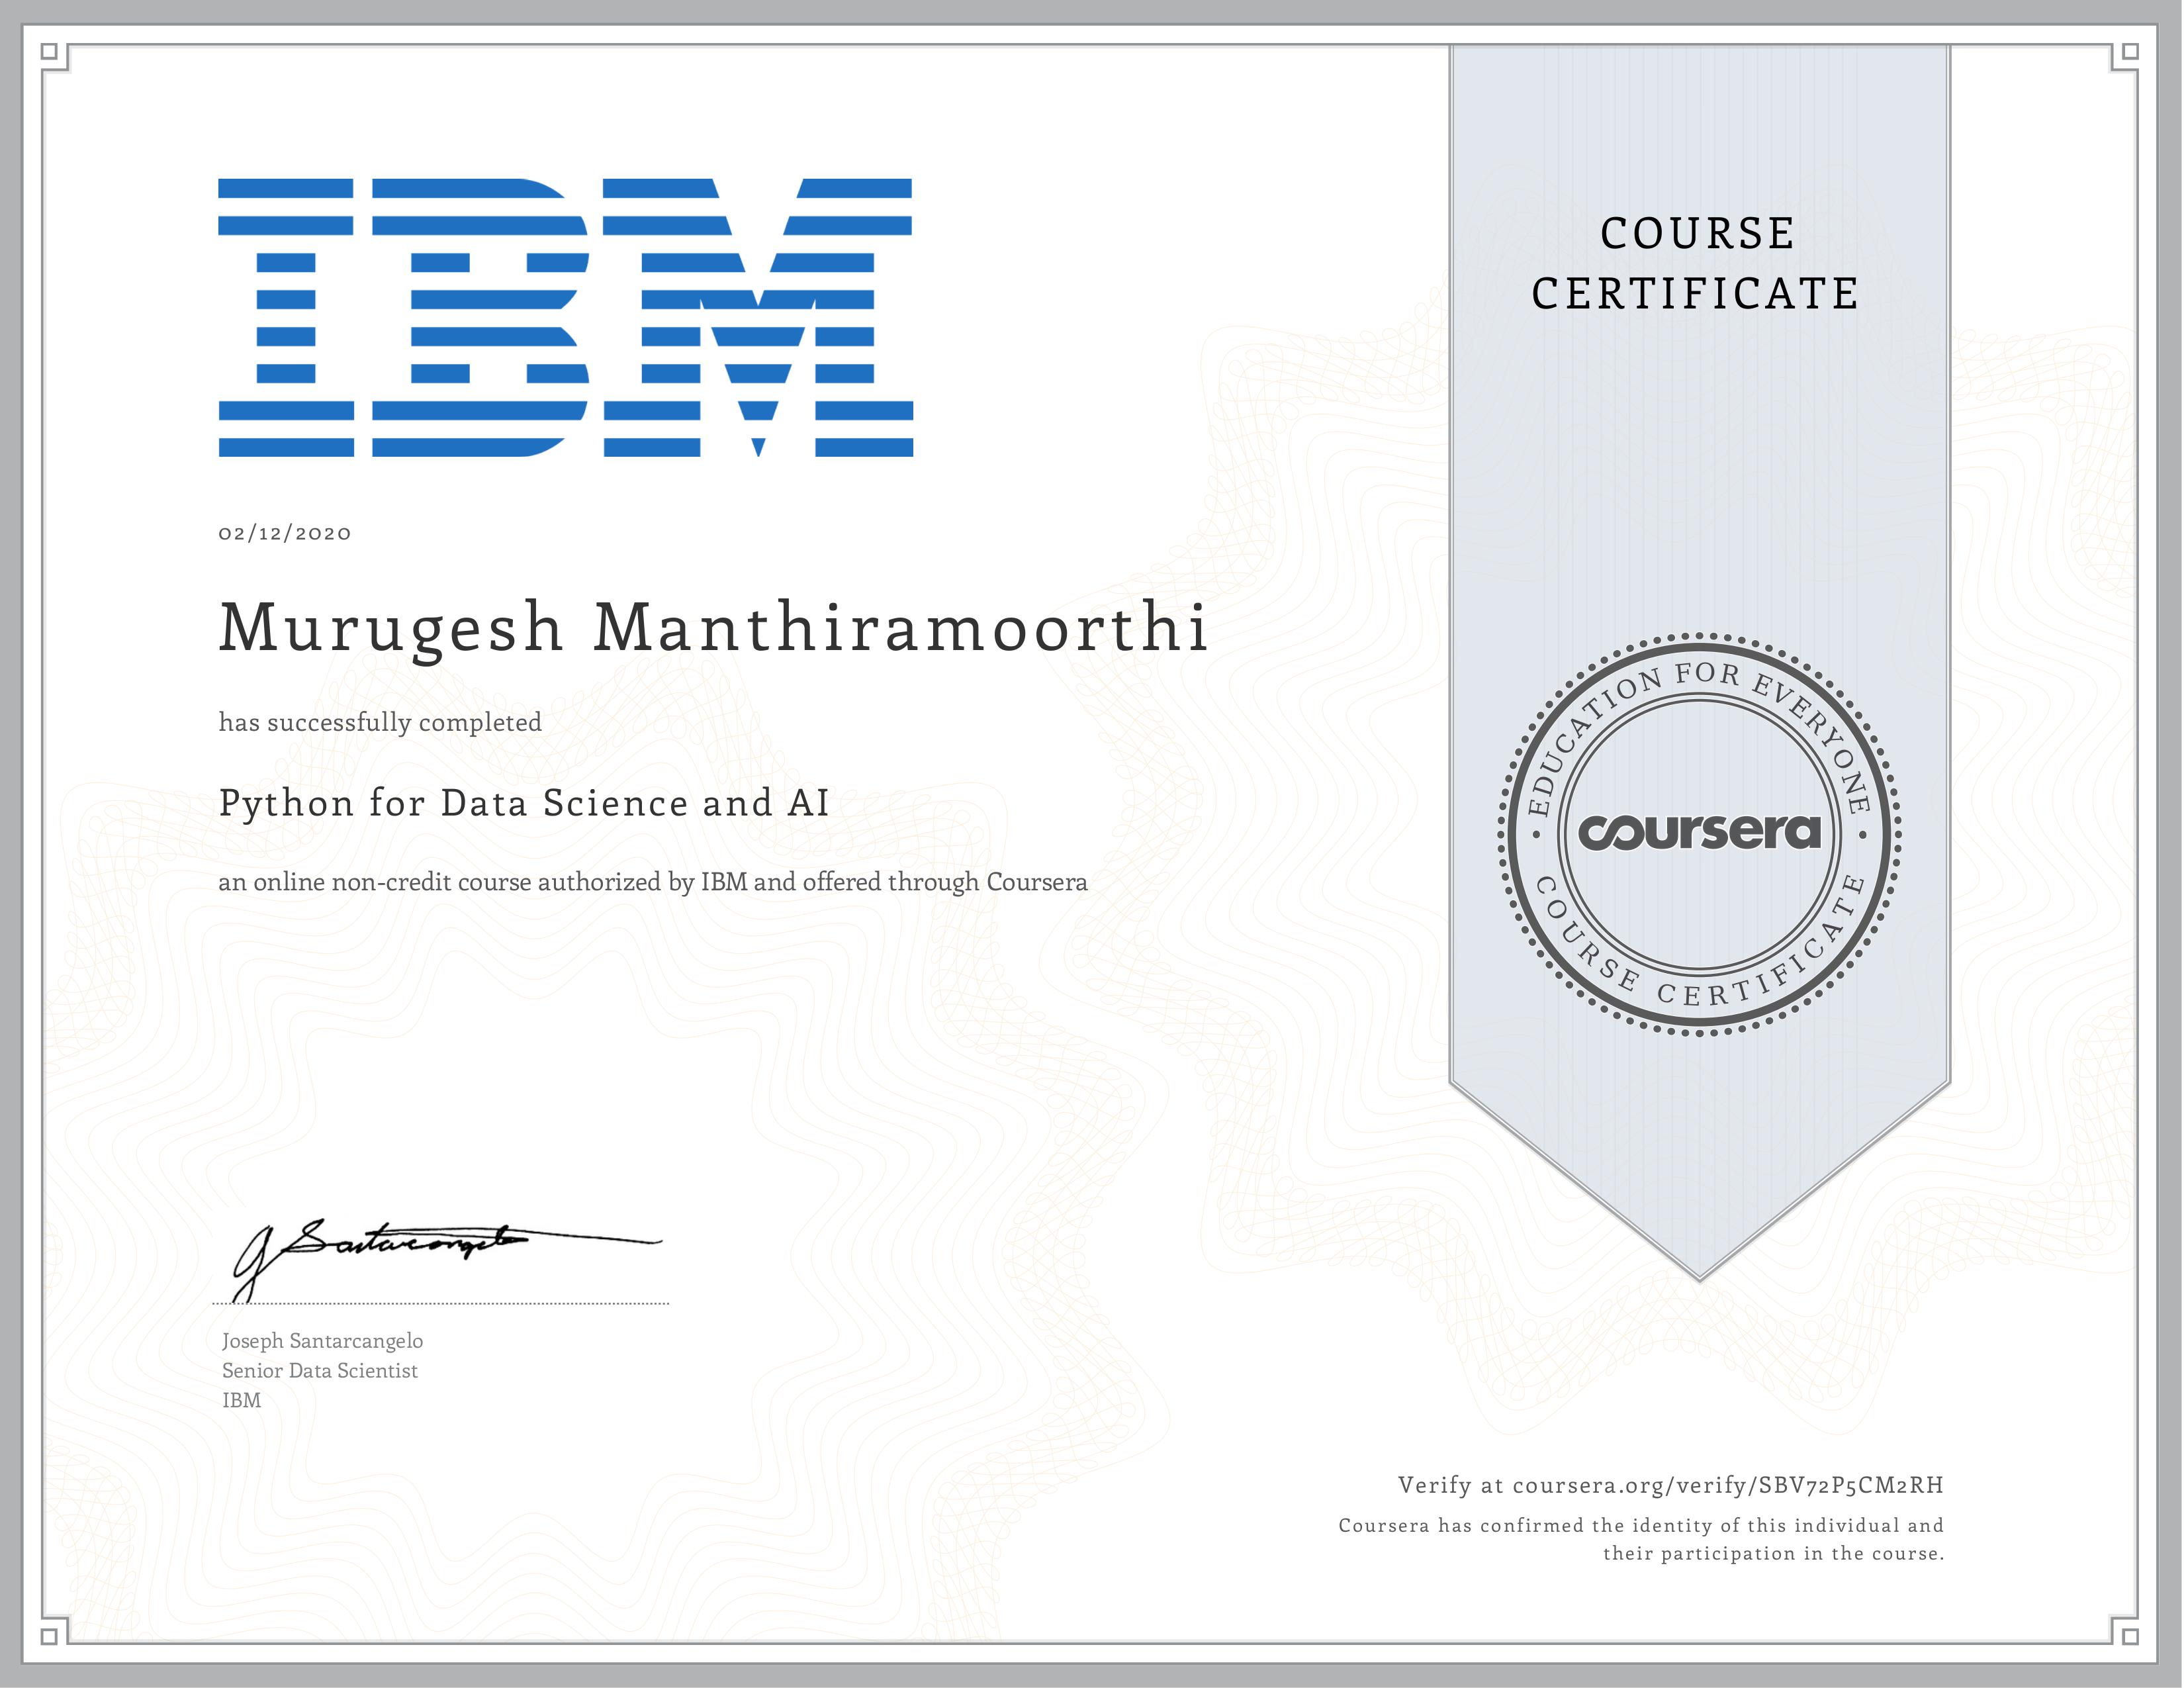 IBM
02/12/2020
Murugesh Manthiramoorthi
has successfully completed
Python for Data Science and AI
an online non-credit course authorized by IBM and offered through Coursera
COURSE
CERTIFICATE
EDUCATION FOR EVERYONE
coursera
COURSE CERTIFICATE
J Santarcangelo
Joseph Santarcangelo
Senior Data Scientist
IBM
Verify at coursera.org/verify/SBV72P5CM2RH
Coursera has confirmed the identity of this individual and
their participation in the course.